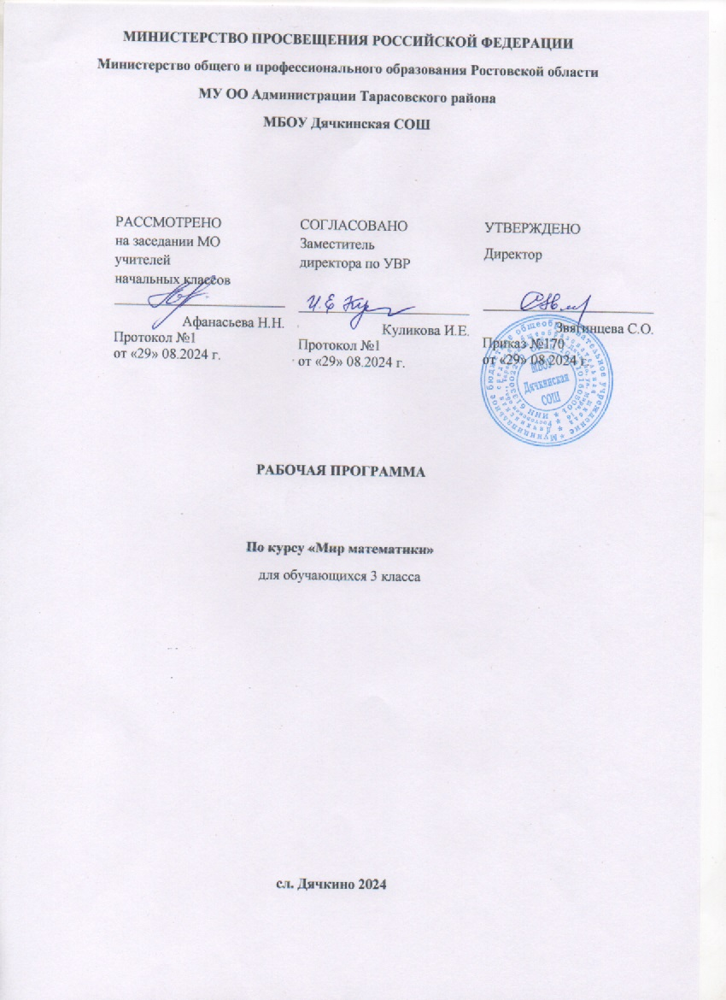 МИНИСТЕРСТВО ПРОСВЕЩЕНИЯ РОССИЙСКОЙ ФЕДЕРАЦИИ
Министерство общего и профессионального образования Ростовской области
МУ ОО Администрации Тарасовского района
МБОУ Дячкинская СОШ
РАССМОТРЕНО
на заседании МО
учителей
начальных классов
Афанасьева Н.Н.
Протокол №1
от «29» 08.2024 г.
СОГЛАСОВАНО
Заместитель
директора по УВР
Куликова И.Е.
Протокол №1
от «29» 08.2024 г.
УТВЕРЖДЕНО
Директор
Звягинцева С.О.
Приказ №170
от «29» 08.2024 г
МБОУ
Дячкинская
СОШ
РАБОЧАЯ ПРОГРАММА
По курсу «Мир математики»
для обучающихся 3 класса
сл. Дячкино 2024